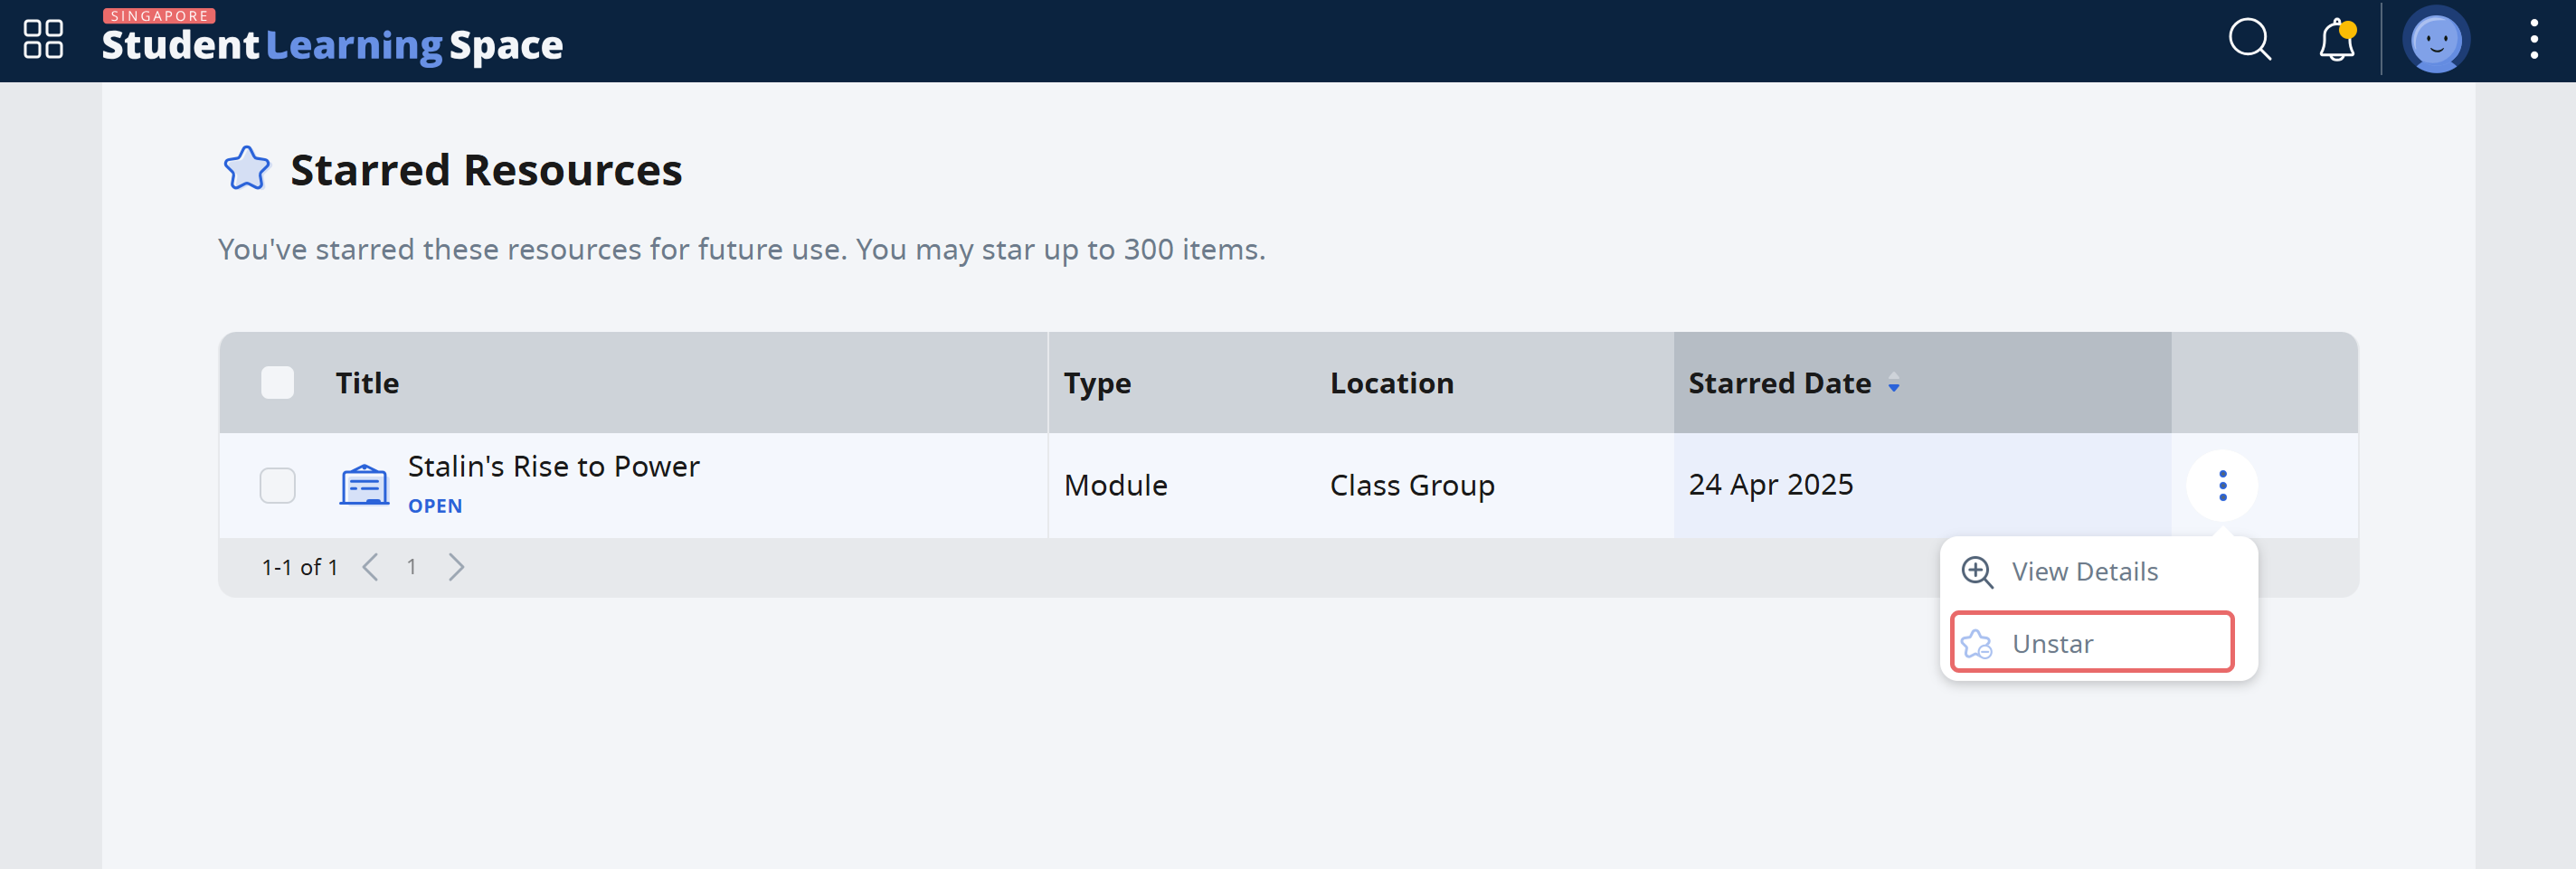 SINGAPORE
Student Learning Space
Starred Resources
You've starred these resources for future use. You may star up to 300 items.
Title Type Location Starred Date
Stalin's Rise to Power
OPEN
Module Class Group 24 Apr 2025
1-1 of 1 1
View Details
Unstar